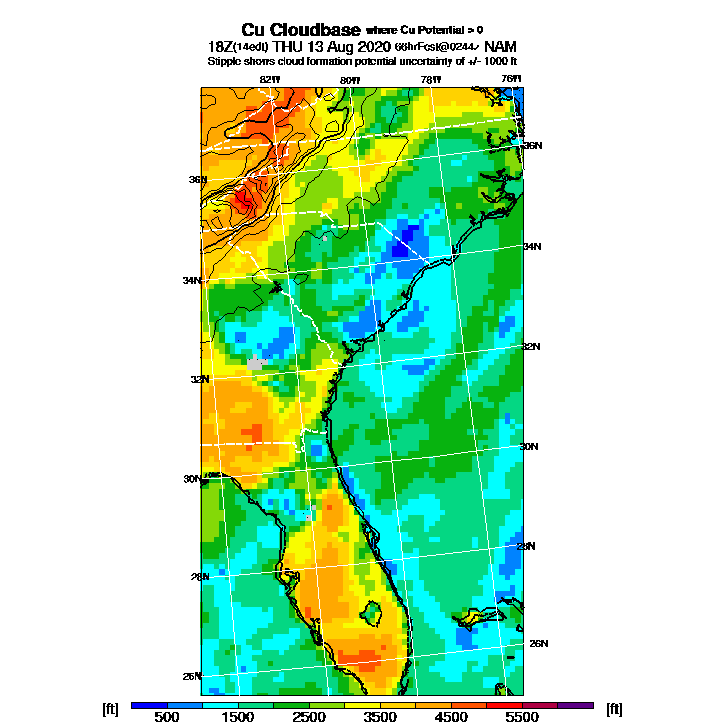 Cu Cloudbase where Cu Potential > 0
18Z(14edt) THU 13 Aug 2020 66hrFcst@0244z NAM
Stipple shows cloud formation potential uncertainty of +/- 1000 ft
82W 80W 78W 76W
36N
36N
34N
34N
32N
32N
30N
30N
28N
28N
26N
26N
[ft] 500 1500 2500 3500 4500 5500 [ft]